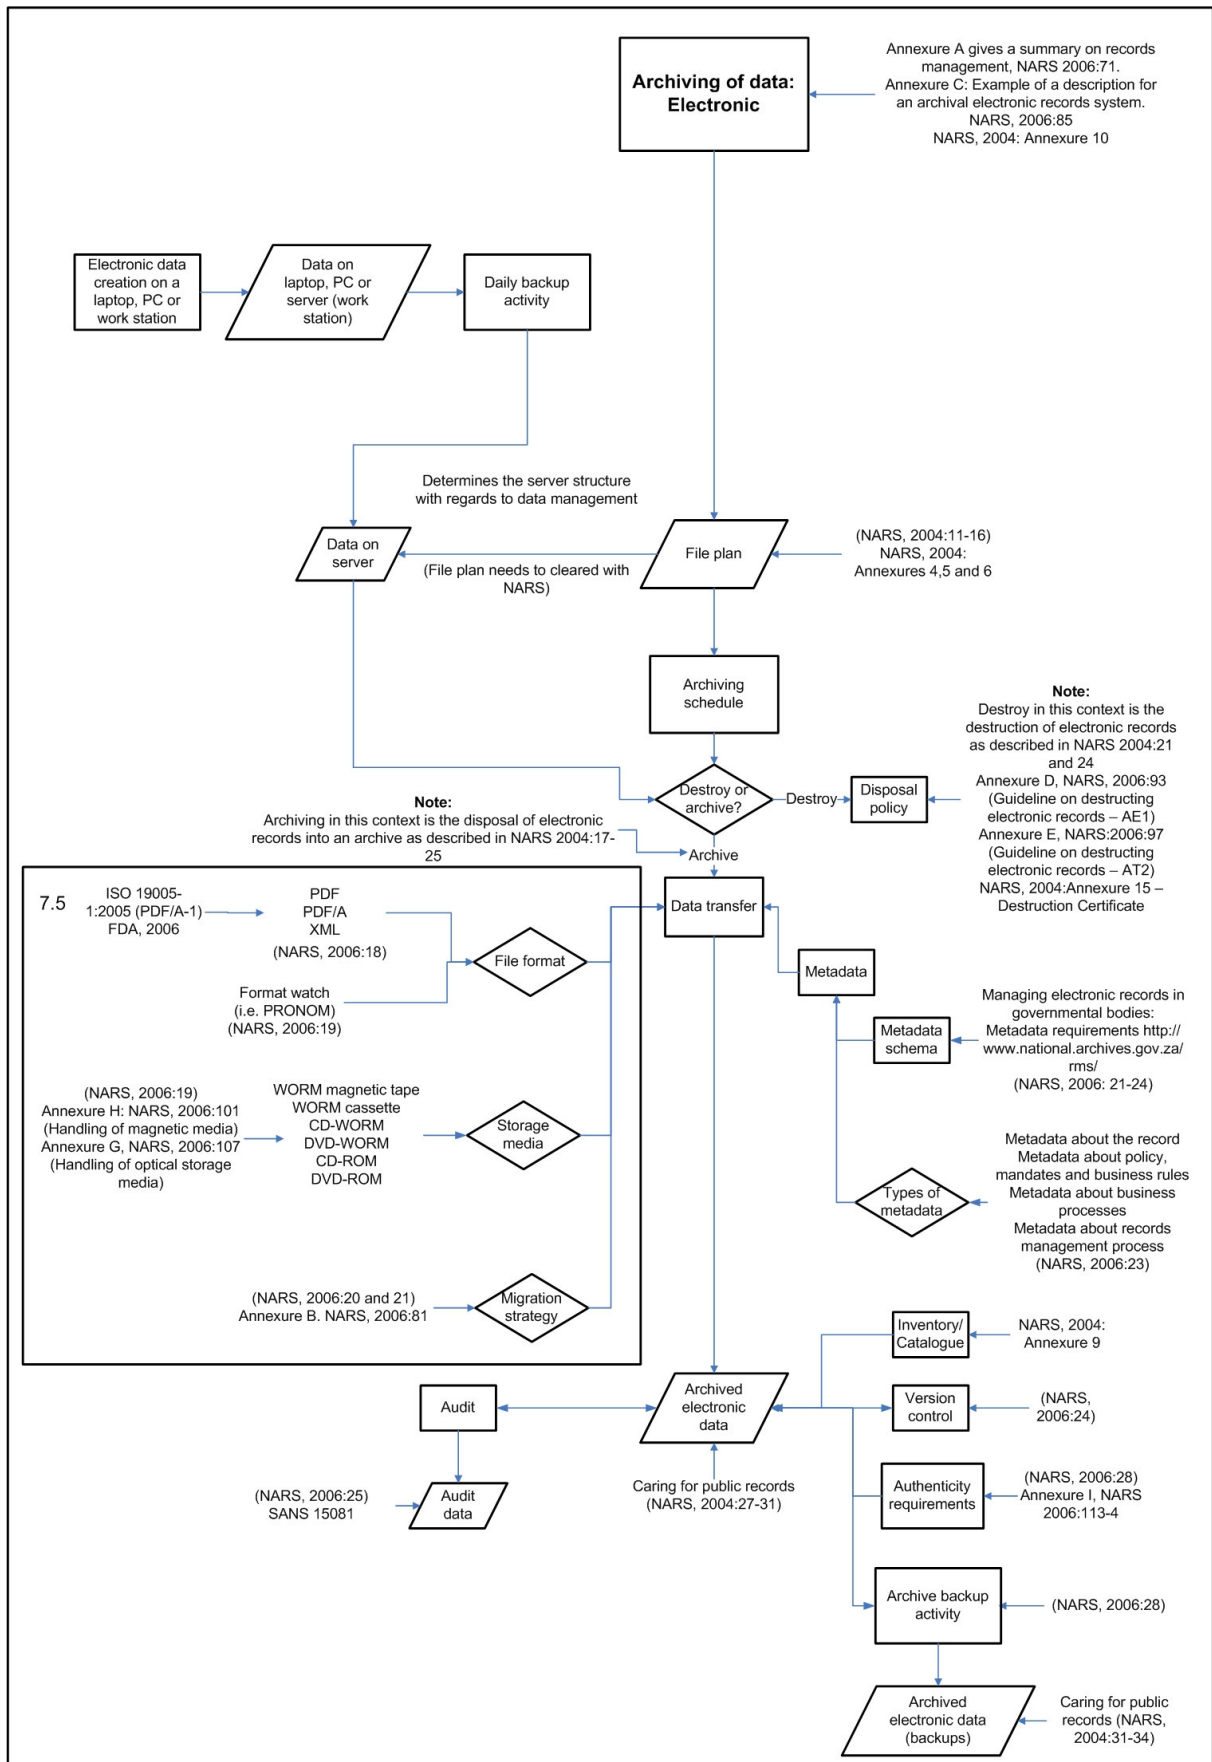 Archiving of data:
Electronic
Annexure A gives a summary on records
management, NARS 2006:71.
Annexure C: Example of a description for
an archival electronic records system.
NARS, 2006:85
NARS, 2004: Annexure 10
Electronic data
creation on a
laptop, PC or
work station
Data on
laptop, PC or
server (work
station)
Daily backup
activity
Determines the server structure
with regards to data management
Data on
server
(File plan needs to cleared with
NARS)
File plan
(NARS, 2004:11-16)
NARS, 2004:
Annexures 4,5 and 6
Archiving
schedule
Note:
Destroy in this context is the
destruction of electronic records
as described in NARS 2004:21
and 24
Annexure D, NARS, 2006:93
(Guideline on destructing
electronic records – AE1)
Annexure E, NARS:2006:97
(Guideline on destructing
electronic records – AT2)
NARS, 2004:Annexure 15 –
Destruction Certificate
Destroy or
archive?
Destroy
Disposal
policy
Note:
Archiving in this context is the disposal of electronic
records into an archive as described in NARS 2004:17-
25
Archive
7.5
ISO 19005-
1:2005 (PDF/A-1)
FDA, 2006
PDF
PDF/A
XML
(NARS, 2006:18)
File format
Format watch
(i.e. PRONOM)
(NARS, 2006:19)
Data transfer
Metadata
Metadata
schema
Managing electronic records in
governmental bodies:
Metadata requirements http://
www.national.archives.gov.za/
rms/
(NARS, 2006: 21-24)
(NARS, 2006:19)
Annexure H: NARS, 2006:101
(Handling of magnetic media)
Annexure G, NARS, 2006:107
(Handling of optical storage
media)
WORM magnetic tape
WORM cassette
CD-WORM
DVD-WORM
CD-ROM
DVD-ROM
Storage
media
Types of
metadata
Metadata about the record
Metadata about policy,
mandates and business rules
Metadata about business
processes
Metadata about records
management process
(NARS, 2006:23)
(NARS, 2006:20 and 21)
Annexure B. NARS, 2006:81
Migration
strategy
Inventory/
Catalogue
NARS, 2004:
Annexure 9
Audit
Archived
electronic
data
Version
control
(NARS,
2006:24)
(NARS, 2006:25)
SANS 15081
Audit
data
Caring for public records
(NARS, 2004:27-31)
Authenticity
requirements
(NARS, 2006:28)
Annexure I, NARS
2006:113-4
Archive backup
activity
(NARS, 2006:28)
Archived
electronic data
(backups)
Caring for public
records (NARS,
2004:31-34)